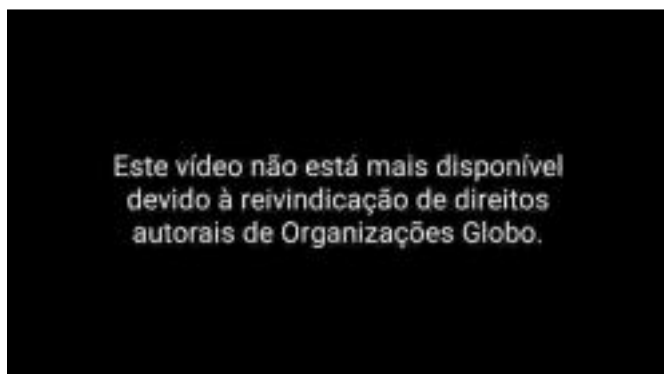 Este vídeo não está mais disponível
devido à reivindicação de direitos
autorais de Organizações Globo.